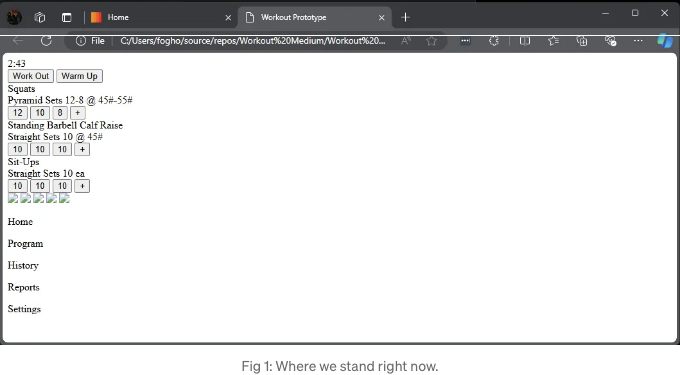 Home
Workout Prototype
File
C:/Users/fogho/source/repos/Workout%20Medium/Workout%20...
2:43
Work Out Warm Up
Squats
Pyramid Sets 12-8 @ 45#-55#
12 10 8 +
Standing Barbell Calf Raise
Straight Sets 10 @ 45#
10 10 10 +
Sit-Ups
Straight Sets 10 ea
10 10 10 +
Home
Program
History
Reports
Settings
Fig 1: Where we stand right now.